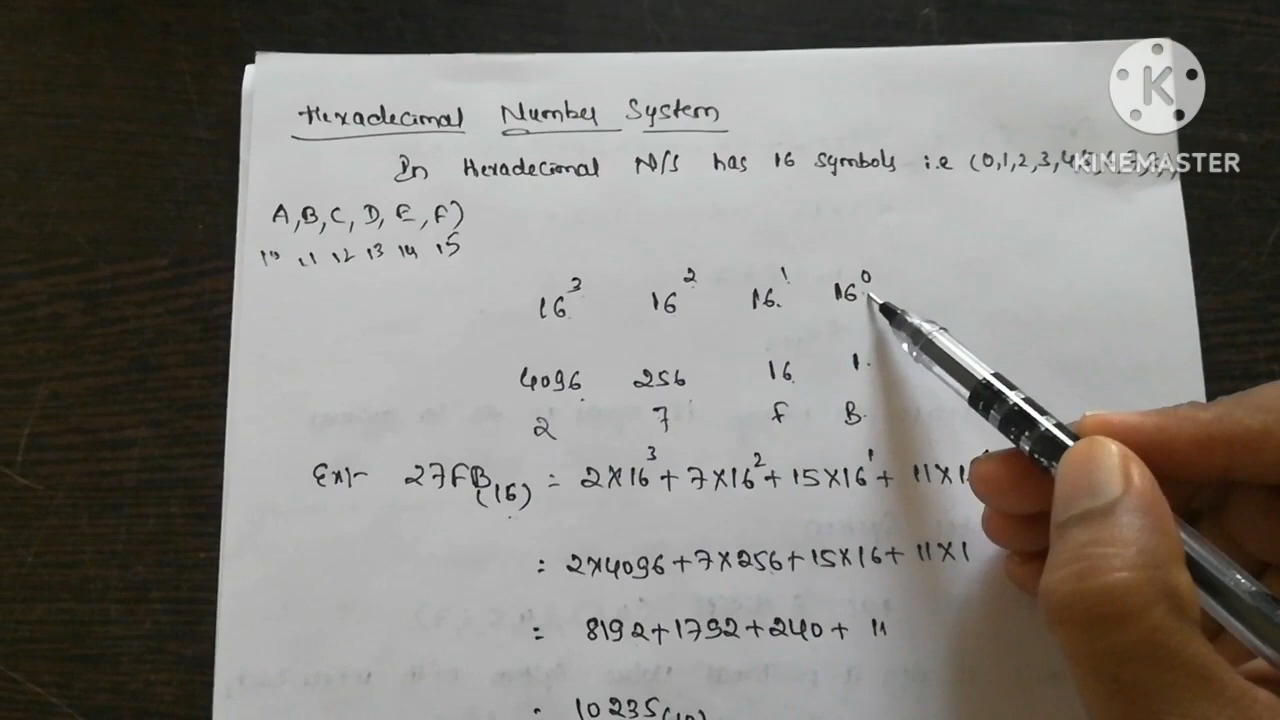 Hexadecimal Number System
In Hexadecimal N/S has 16 symbols i.e (0,1,2,3,4,
KINEMASTER
A, B, C, D, E, F)
10 11 12 13 14 15
16³ 16² 16¹ 16⁰
4096 256 16 1
2 7 F B
Ex:- 27FB(16) = 2×16³ + 7×16² + 15×16¹ + 11×1
= 2×4096 + 7×256 + 15×16 + 11×1
= 8192 + 1792 + 240 + 11
= 10235(10)